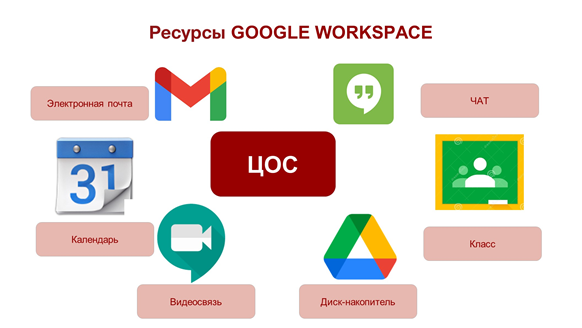 Ресурсы GOOGLE WORKSPACE
Электронная почта
ЧАТ
ЦОС
31
Календарь
Класс
Видеосвязь
Диск-накопитель